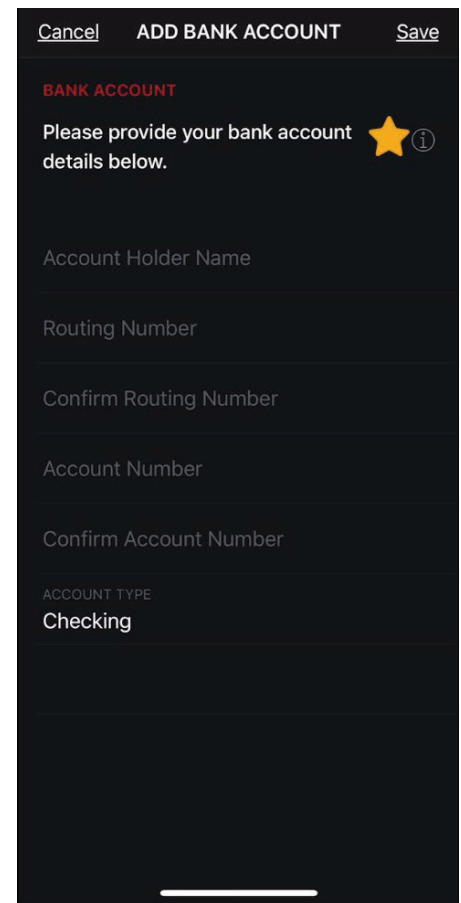 Cancel ADD BANK ACCOUNT Save
BANK ACCOUNT
Please provide your bank account
details below.
Account Holder Name
Routing Number
Confirm Routing Number
Account Number
Confirm Account Number
ACCOUNT TYPE
Checking